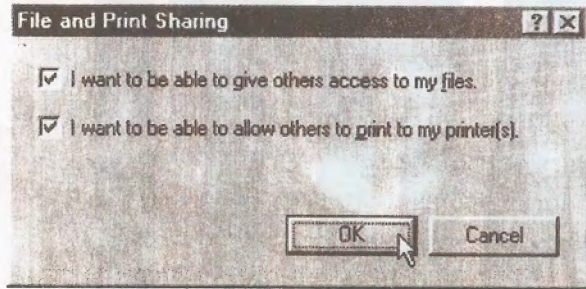 File and Print Sharing
I want to be able to give others access to my files.
I want to be able to allow others to print to my printer(s).
OK Cancel